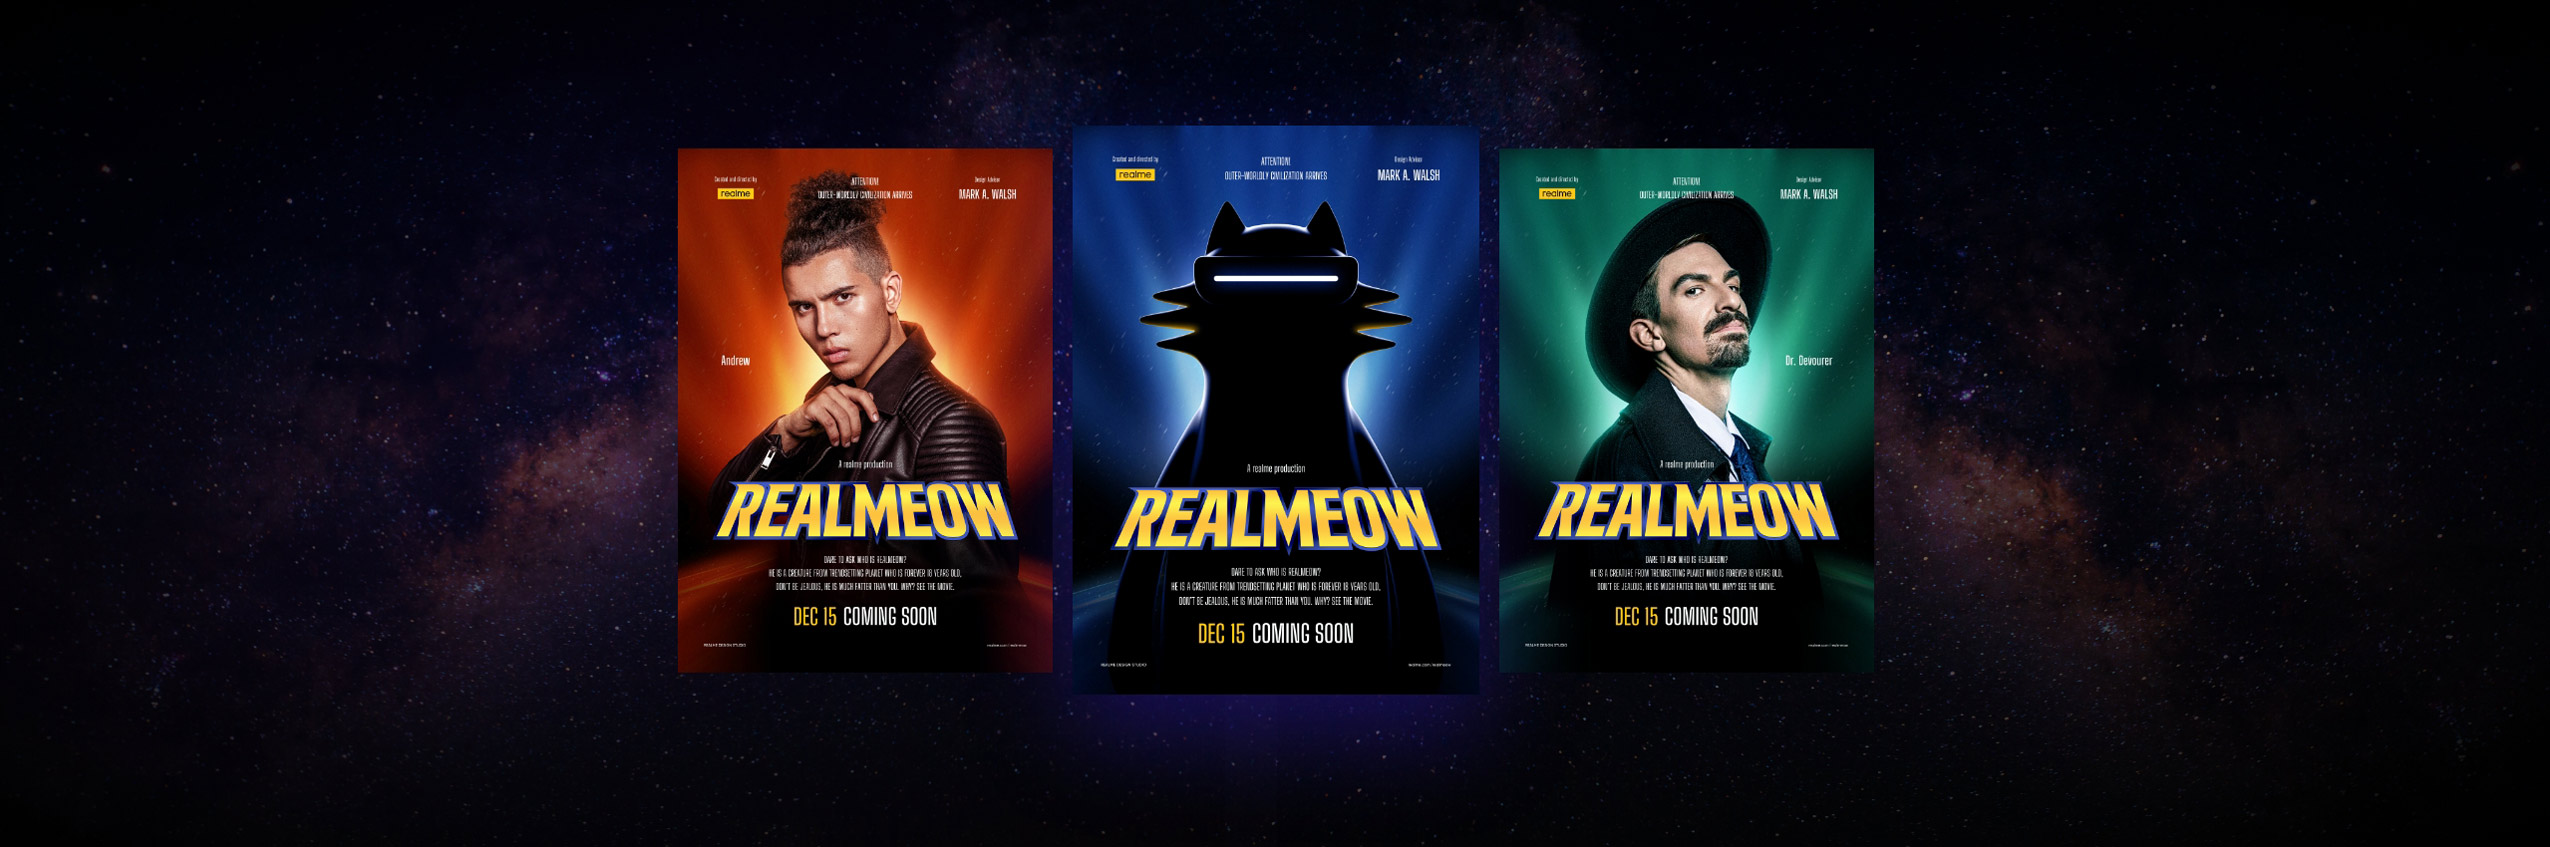 Created and directed by
realme
ATTENTION!
OUTER-WORLDLY CIVILIZATION ARRIVES
Design Advisor
MARK A. WALSH
Andrew
A realme production
REALMEOW
DARE TO ASK WHO IS REALMEOW?
HE IS A CREATURE FROM TRENDSETTING PLANET WHO IS FOREVER 18 YEARS OLD,
DON'T BE JEALOUS, HE IS MUCH FATTER THAN YOU. WHY? SEE THE MOVIE.
DEC 15 COMING SOON
REALME DESIGN STUDIO
Created and directed by
realme
ATTENTION!
OUTER-WORLDLY CIVILIZATION ARRIVES
Design Advisor
MARK A. WALSH
A realme production
REALMEOW
DARE TO ASK WHO IS REALMEOW?
HE IS A CREATURE FROM TRENDSETTING PLANET WHO IS FOREVER 18 YEARS OLD,
DON'T BE JEALOUS, HE IS MUCH FATTER THAN YOU. WHY? SEE THE MOVIE.
DEC 15 COMING SOON
REALME DESIGN STUDIO
Created and directed by
realme
ATTENTION!
OUTER-WORLDLY CIVILIZATION ARRIVES
Design Advisor
MARK A. WALSH
Dr. Devourer
A realme production
REALMEOW
DARE TO ASK WHO IS REALMEOW?
HE IS A CREATURE FROM TRENDSETTING PLANET WHO IS FOREVER 18 YEARS OLD,
DON'T BE JEALOUS, HE IS MUCH FATTER THAN YOU. WHY? SEE THE MOVIE.
DEC 15 COMING SOON
REALME DESIGN STUDIO